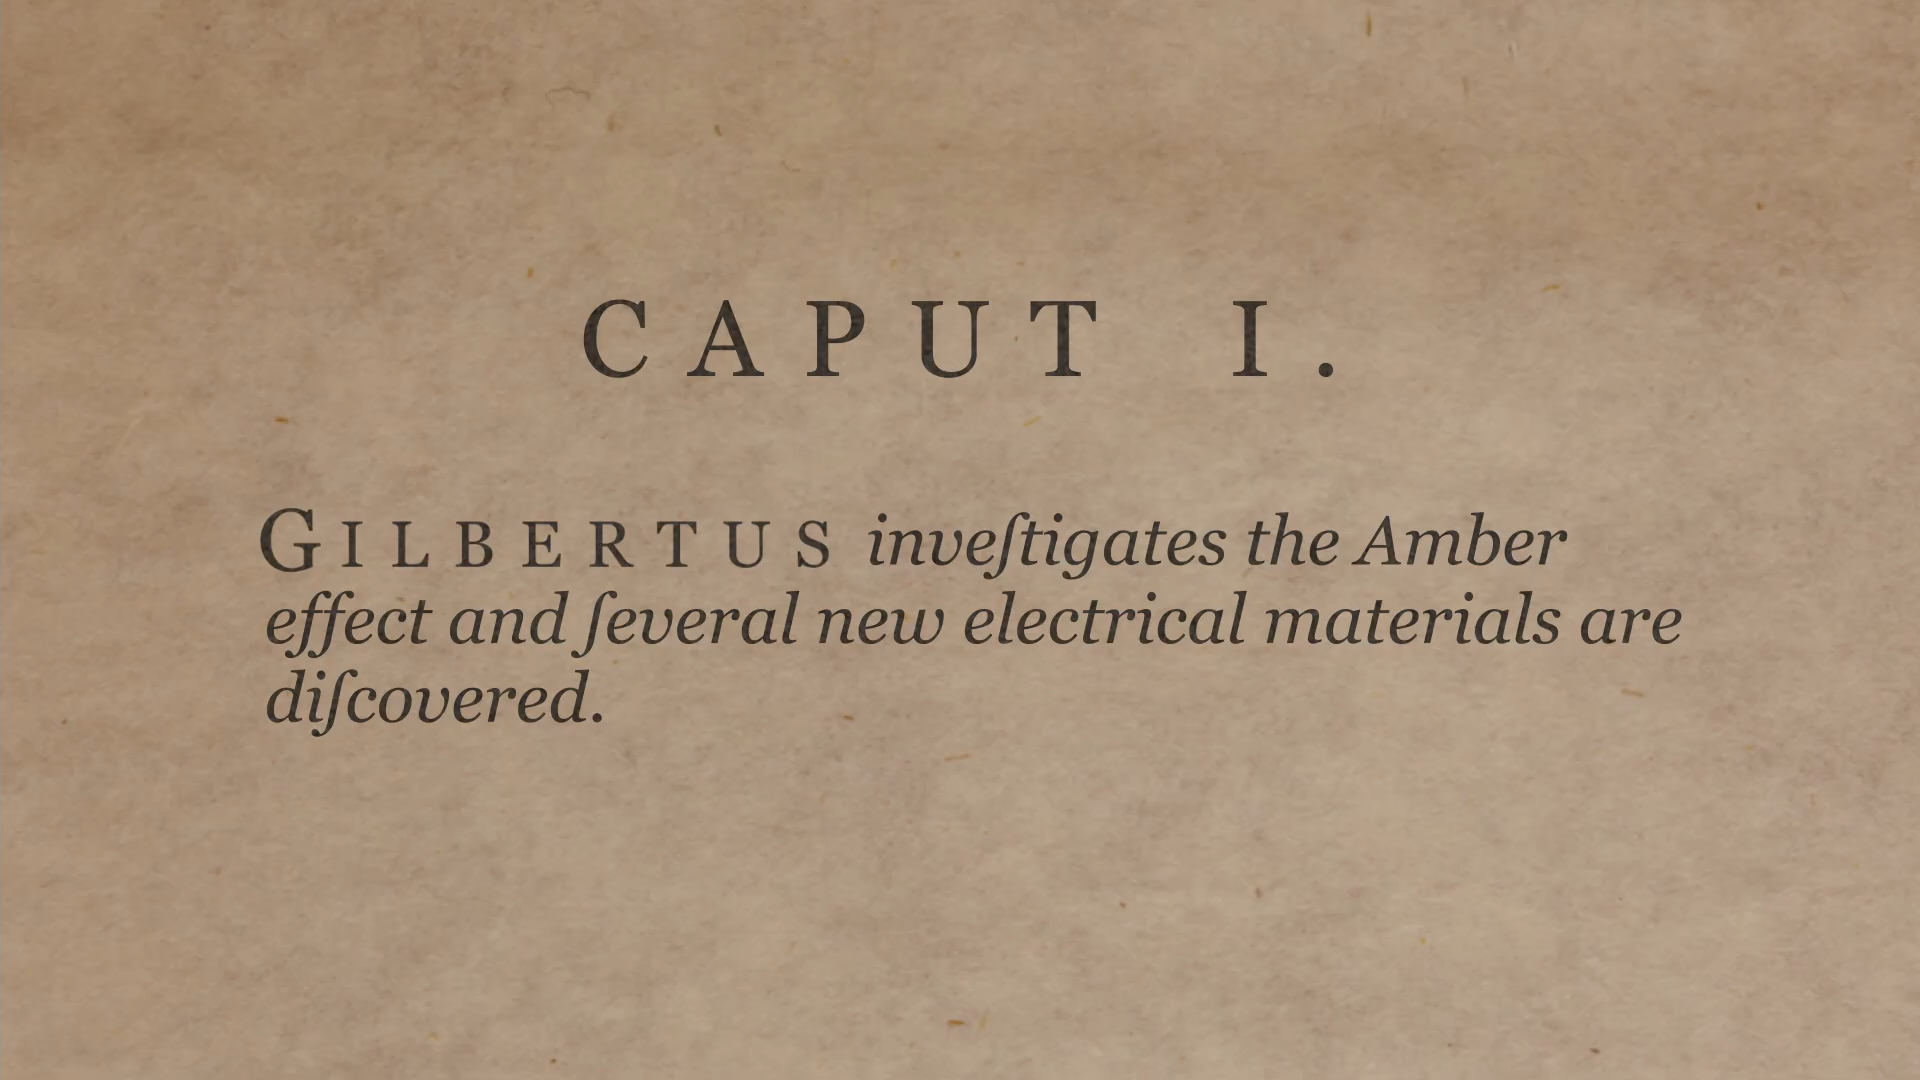 CAPUT I.
GILBERTUS inveſtigates the Amber
effect and ſeveral new electrical materials are
diſcovered.